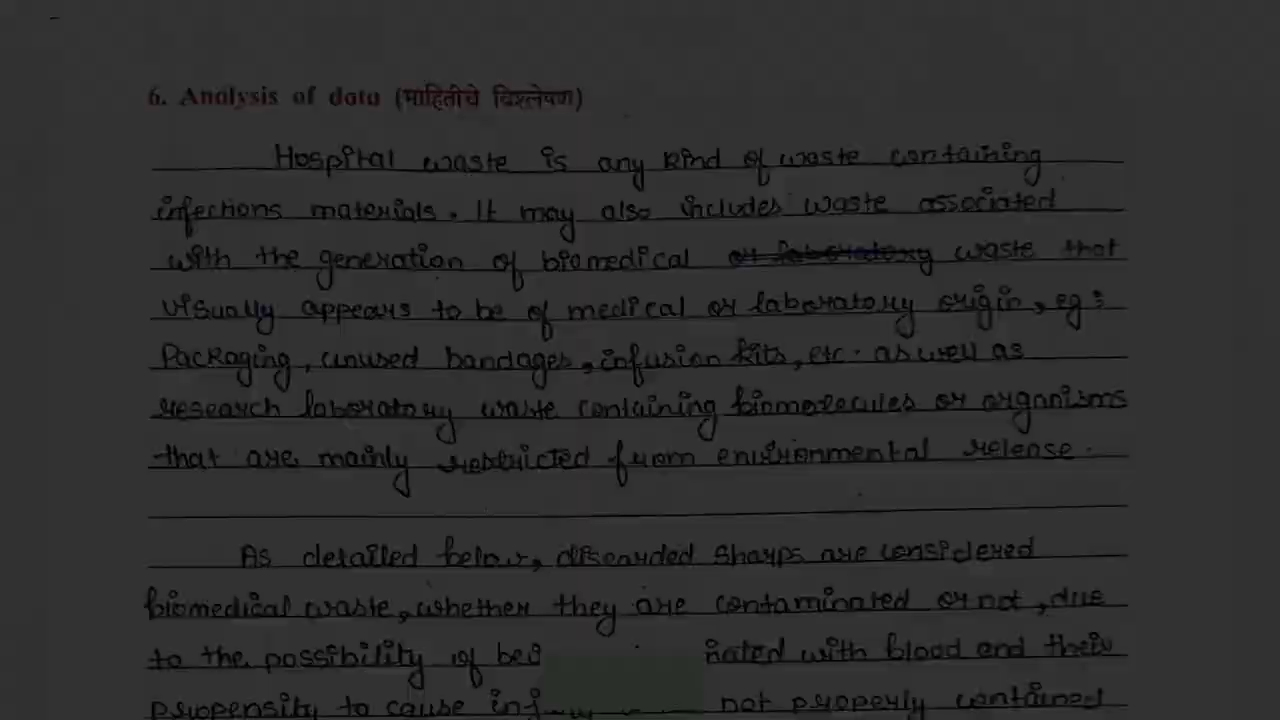 6. Analysis of data (माहितीचे विश्लेषण)
Hospital waste is any kind of waste containing
infections materials. It may also includes waste associated
with the generation of biomedical or laboratory waste that
visually appears to be of medical or laboratory origin, eg:
Packaging, unused bandages, infusion kits, etc. as well as
research laboratory waste containing biomolecules or organisms
that are mainly restricted from environmental release.
As detailed below, discarded sharps are considered
biomedical waste, whether they are contaminated or not, due
to the possibility of with blood and their
propensity to cause not properly contained